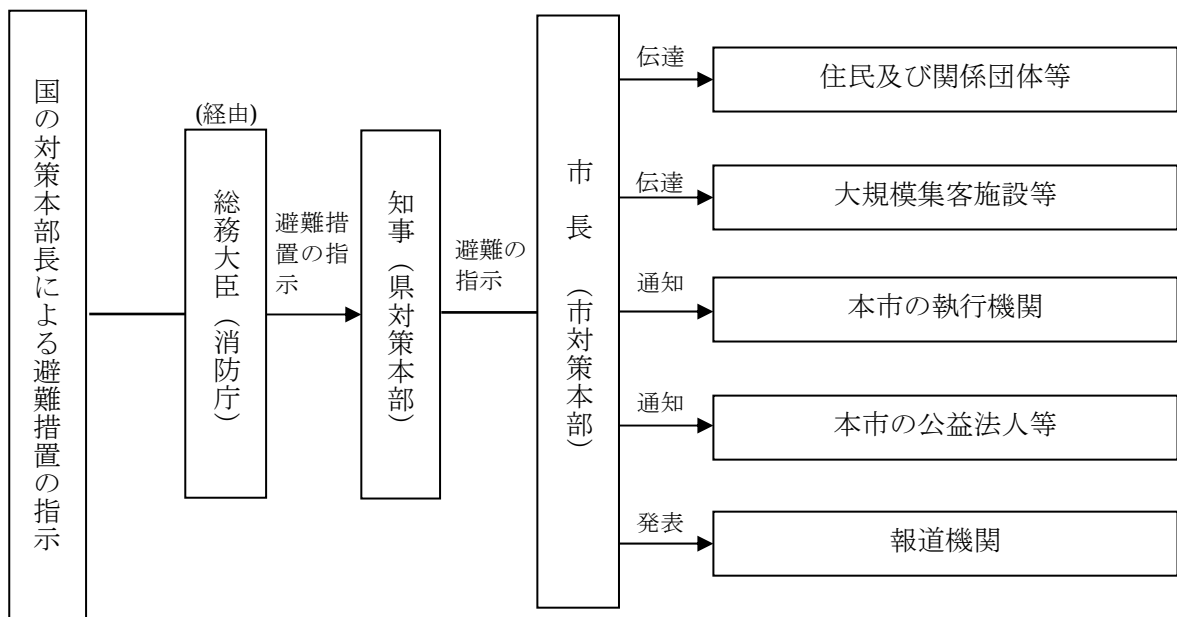 国の対策本部長による避難措置の指示
(経由)
総務大臣（消防庁）
避難措
置の指
示
知事（県対策本部）
避難の
指示
市長（市対策本部）
伝達
住民及び関係団体等
伝達
大規模集客施設等
通知
本市の執行機関
通知
本市の公益法人等
発表
報道機関